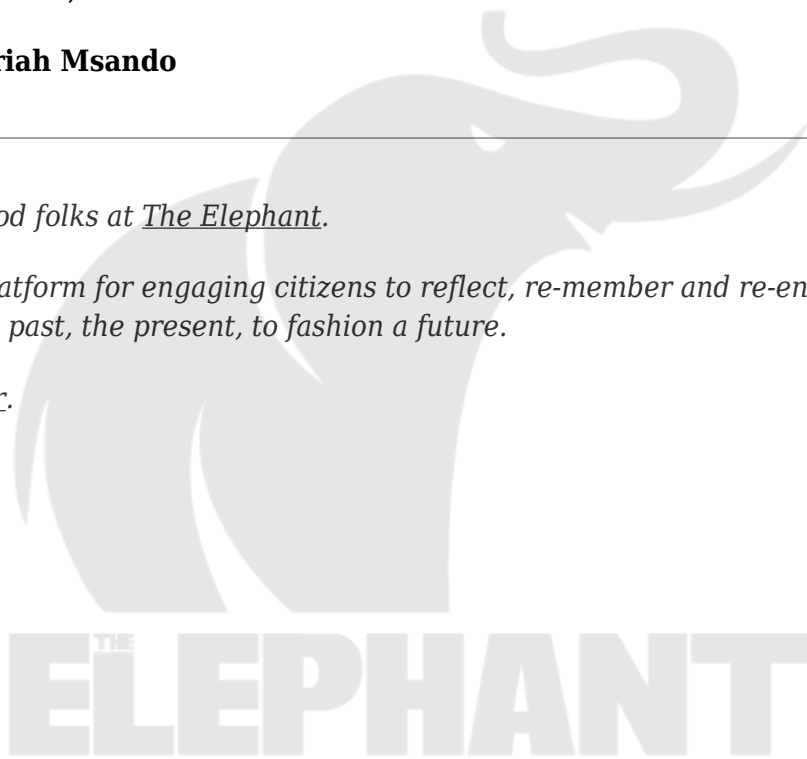 riah Msando
od folks at The Elephant.
atform for engaging citizens to reflect, re-member and re-en
past, the present, to fashion a future.
r.
THE
ELEPHANT